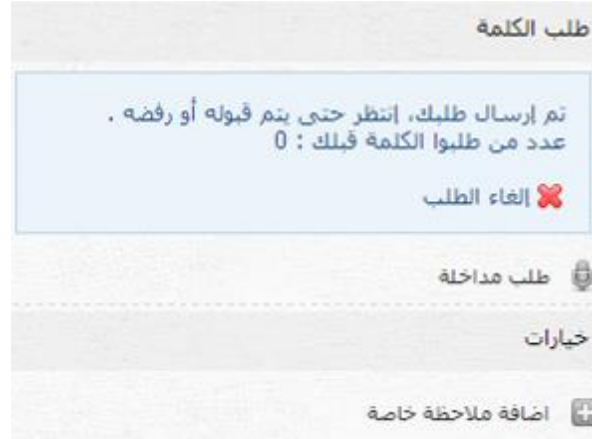 طلب الكلمة
تم إرسال طلبك، إنتظر حتى يتم قبوله أو رفضه .
عدد من طلبوا الكلمة قبلك : 0
إلغاء الطلب
طلب مداخلة
خيارات
اضافة ملاحظة خاصة